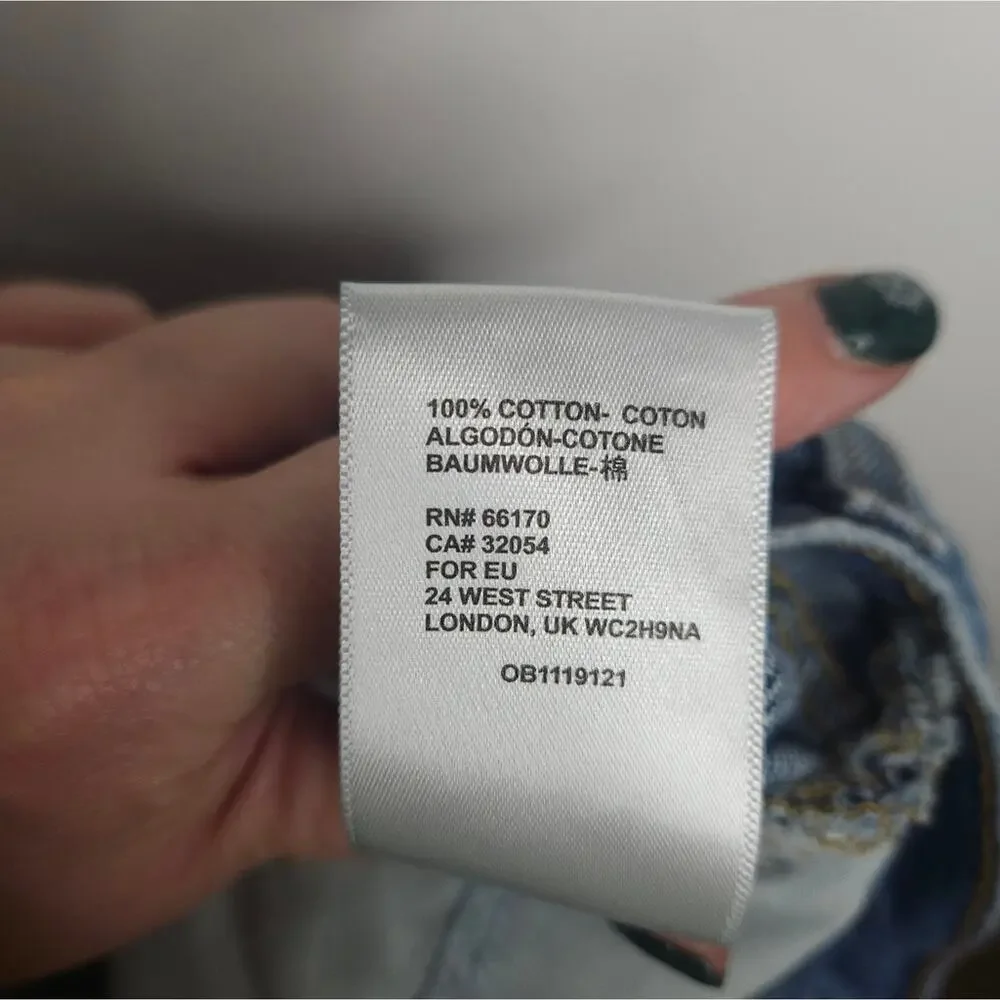 100% COTTON- COTON
ALGODÓN-COTONE
BAUMWOLLE-棉
RN# 66170
CA# 32054
FOR EU
24 WEST STREET
LONDON, UK WC2H9NA
OB1119121